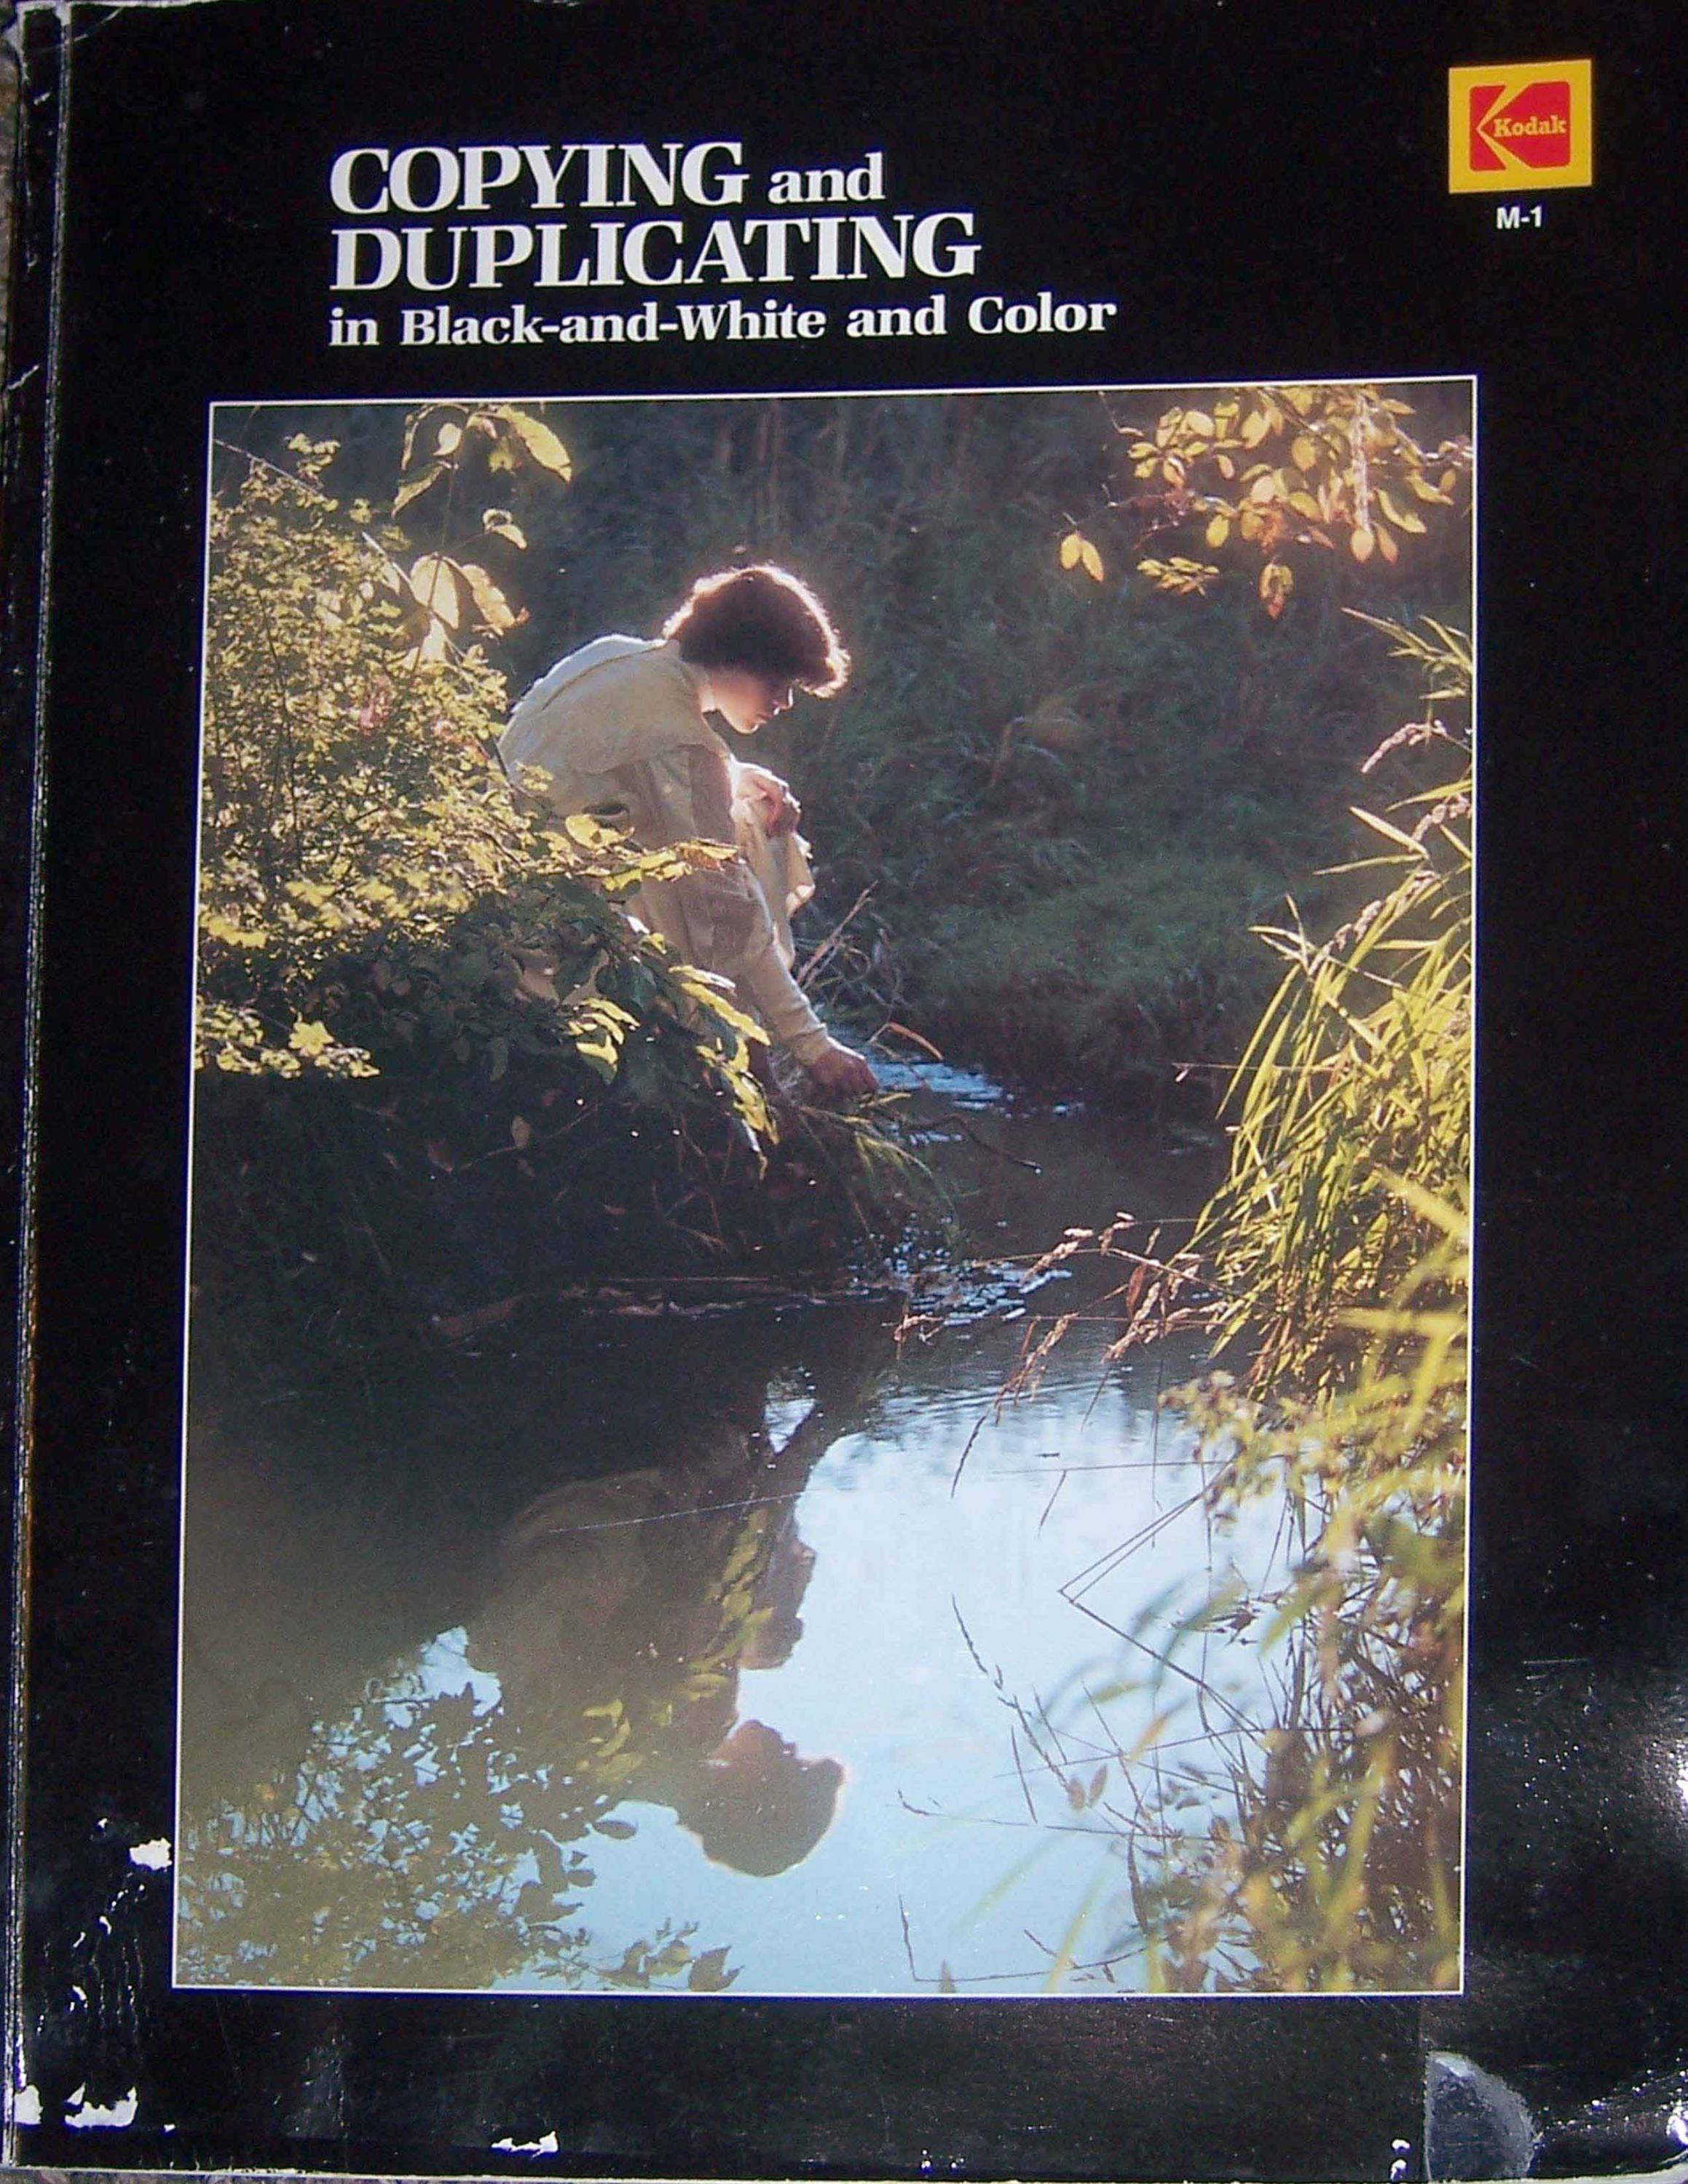 COPYING and
DUPLICATING
in Black-and-White and Color
Kodak
M-1